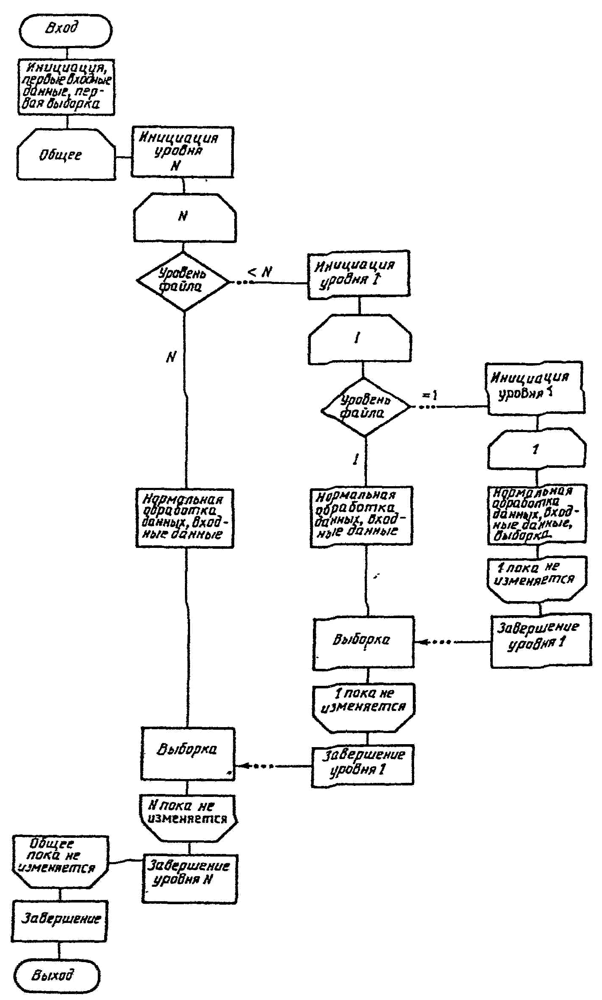 Вход
Инициация,
первые входные
данные, пер-
вая выборка
Общее
Инициация
уровня
N
N
Уровень
файла
< N
N
Инициация
уровня I
I
Уровень
файла
=1
I
Инициация
уровня 1
1
Нормальная
обработка
данных, вход-
ные данные
Нормальная
обработка
данных, вход-
ные данные
Нормальная
обработка
данных, вход-
ные данные,
выборка
1 пока не
изменяется
Завершение
уровня 1
Выборка
1 пока не
изменяется
Завершение
уровня 1
Выборка
N пока не
изменяется
Завершение
уровня N
Общее
пока не
изменяется
Завершение
Выход